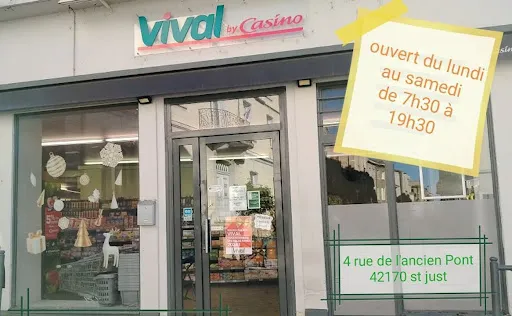 vival
by Casino
ouvert du lundi
au samedi
de 7h30 à
19h30
4 rue de l'ancien Pont
42170 st just
VIVAL